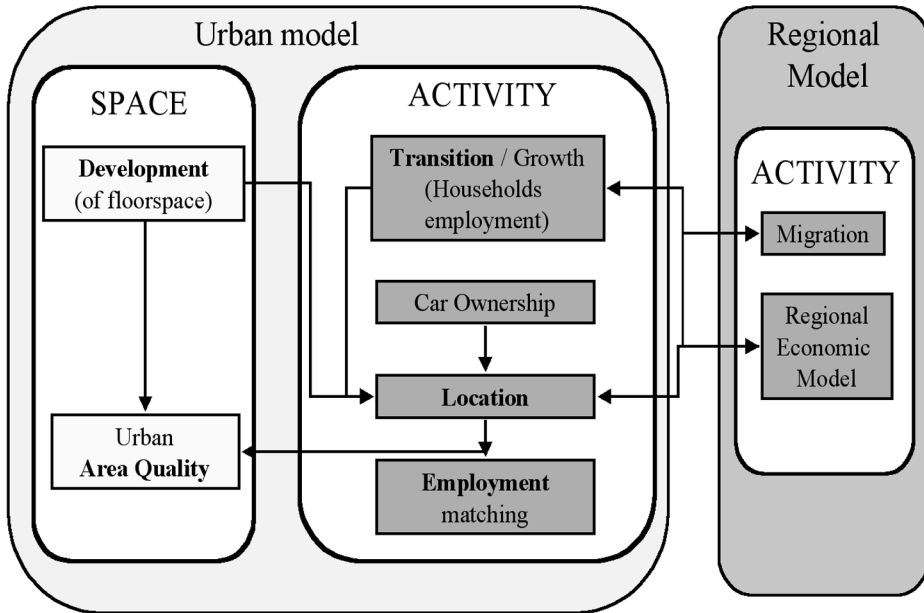 Urban model
SPACE
Development
(of floorspace)
Urban
Area Quality
ACTIVITY
Transition / Growth
(Households
employment)
Car Ownership
Location
Employment
matching
Regional
Model
ACTIVITY
Migration
Regional
Economic
Model